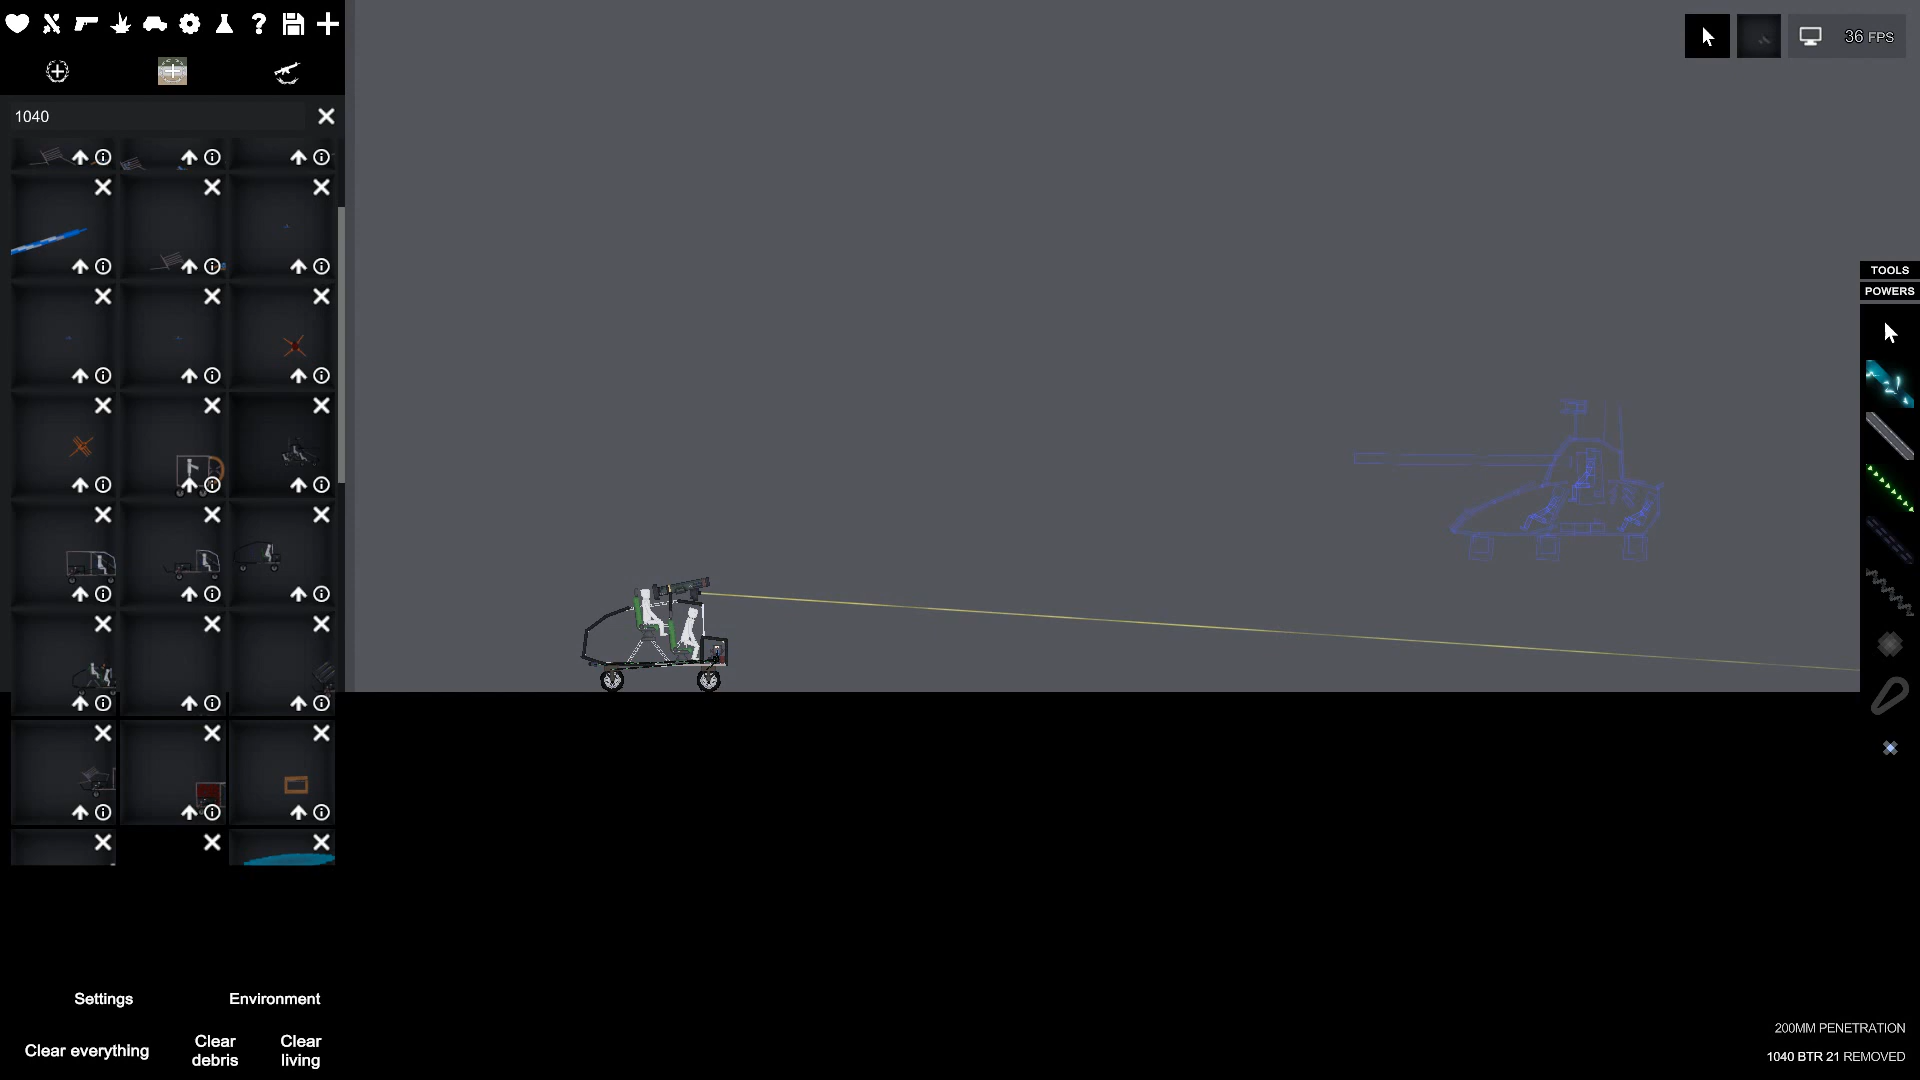 36 FPS
1040
TOOLS
POWERS
Settings
Environment
Clear everything
Clear debris
Clear living
200MM PENETRATION
1040 BTR 21 REMOVED